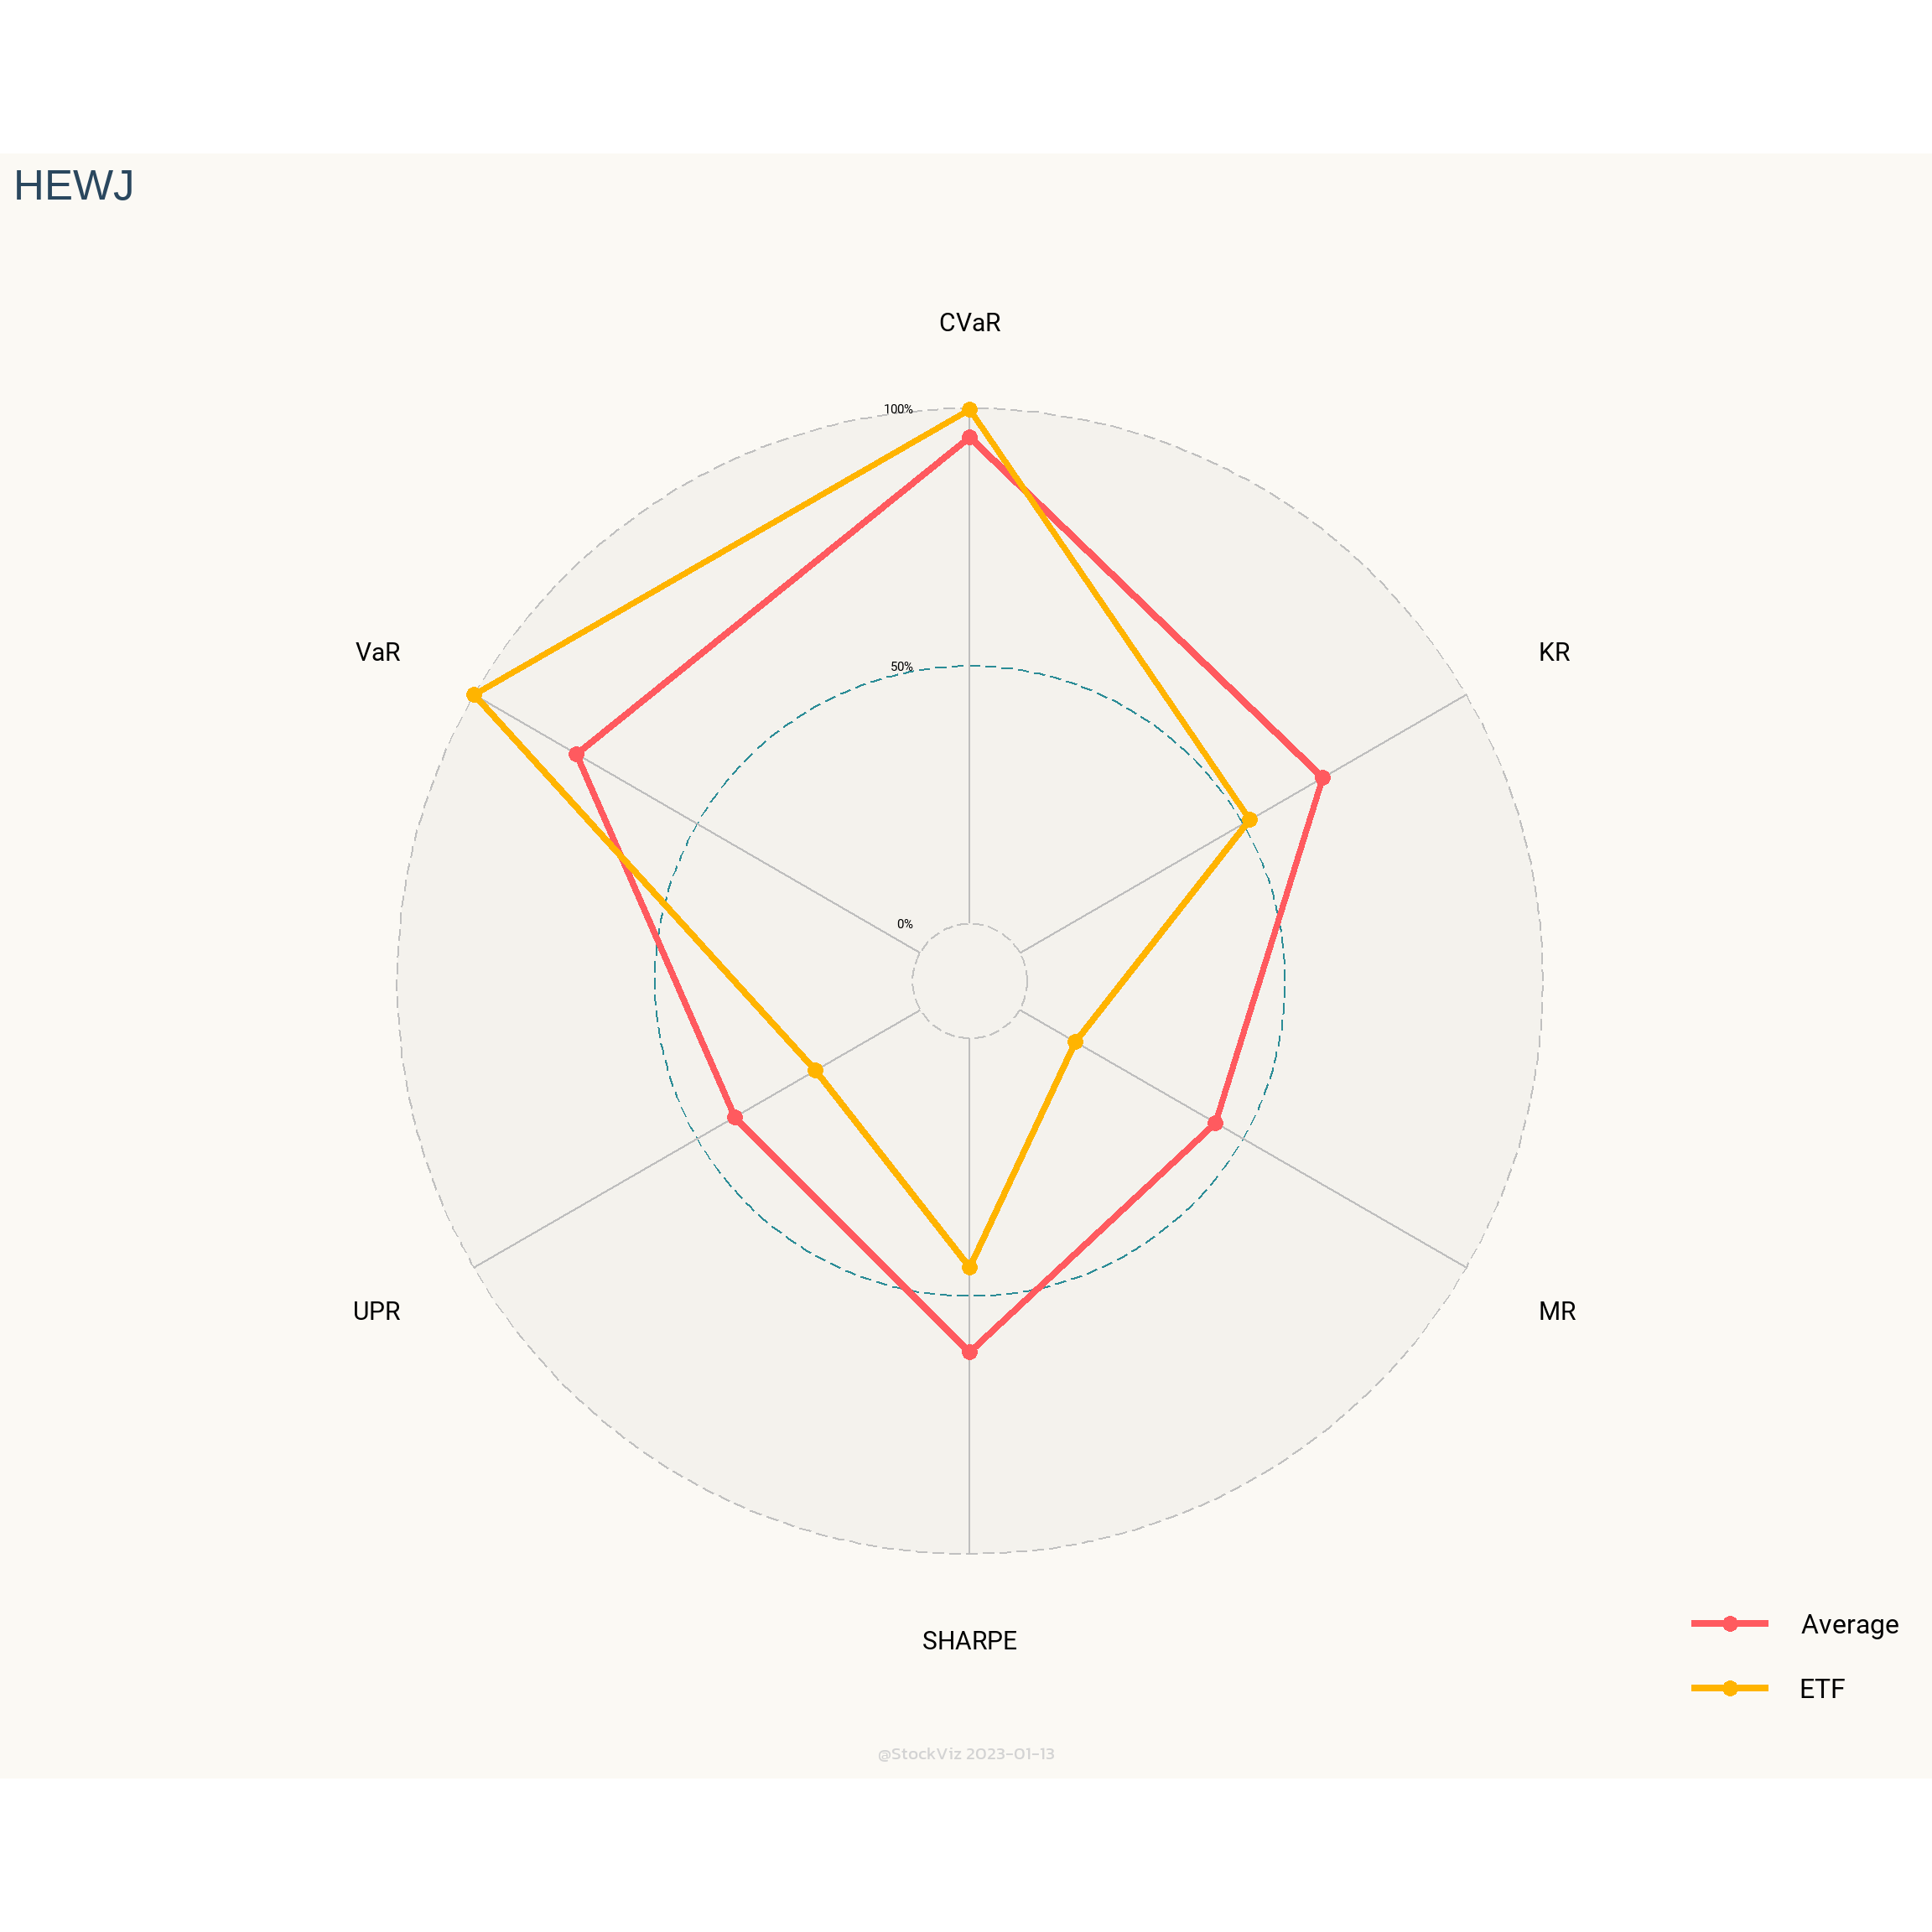 HEWJ
CVaR
100%
VaR
KR
50%
0%
UPR
MR
SHARPE
Average
ETF
@StockViz 2023-01-13